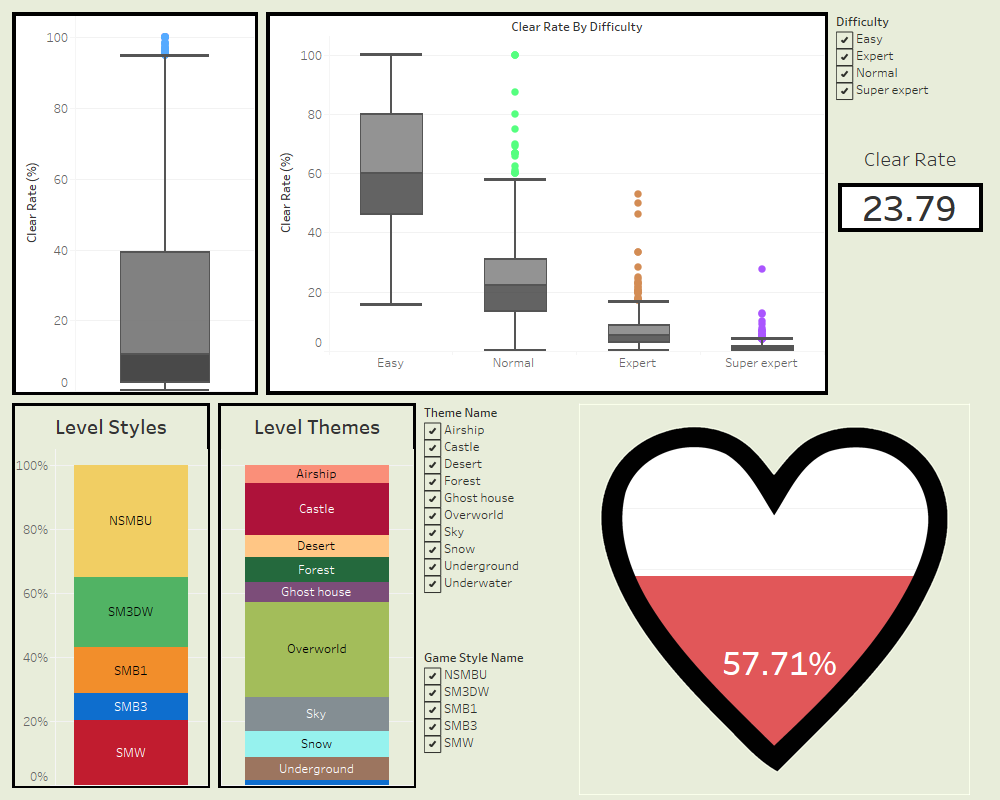 Clear Rate (%)
100
80
60
40
20
0
Clear Rate By Difficulty
Clear Rate (%)
100
80
60
40
20
0
Easy
Normal
Expert
Super expert
Difficulty
Easy
Expert
Normal
Super expert
Clear Rate
23.79
Level Styles
100%
80%
60%
40%
20%
0%
NSMBU
SM3DW
SMB1
SMB3
SMW
Level Themes
Airship
Castle
Desert
Forest
Ghost house
Overworld
Sky
Snow
Underground
Theme Name
Airship
Castle
Desert
Forest
Ghost house
Overworld
Sky
Snow
Underground
Underwater
Game Style Name
NSMBU
SM3DW
SMB1
SMB3
SMW
57.71%